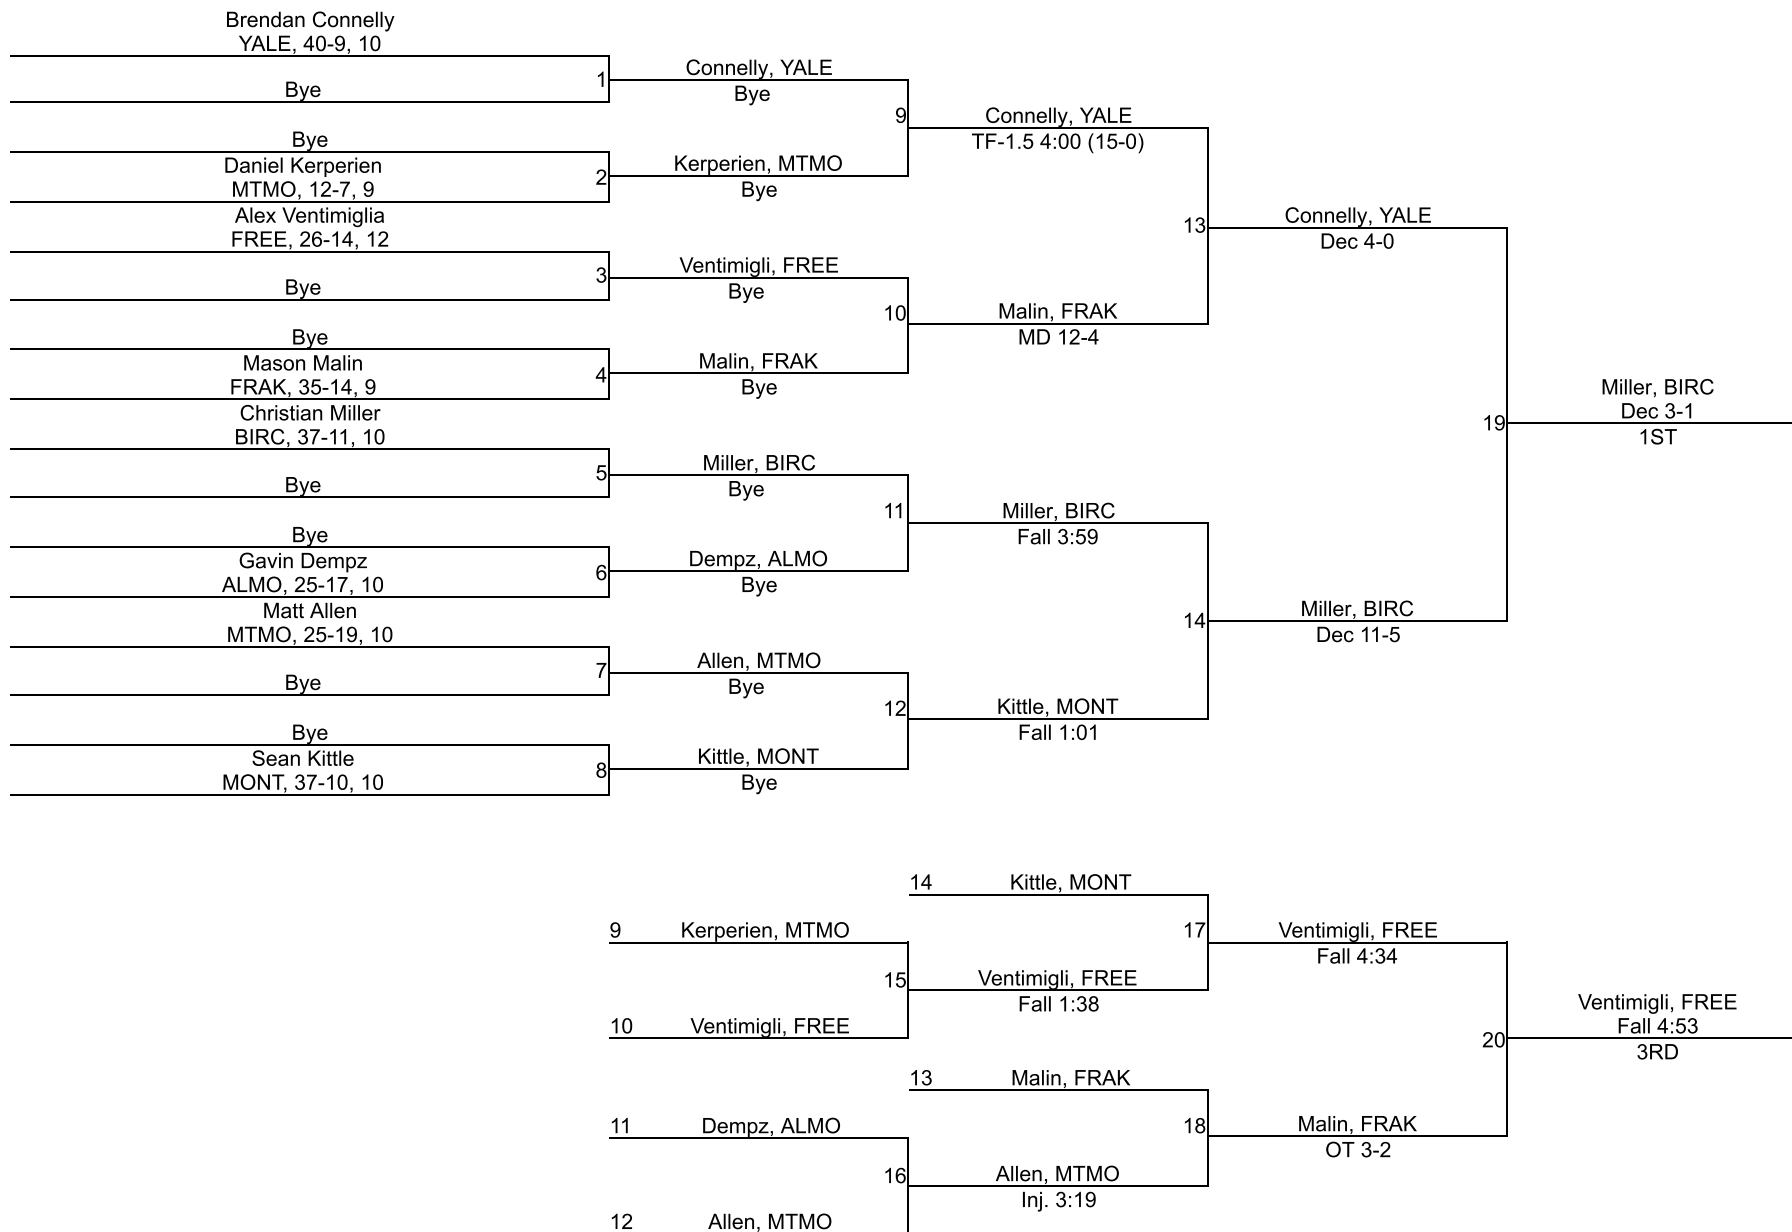 Brendan Connelly
YALE, 40-9, 10
Bye
1
Connelly, YALE
Bye
Bye
Daniel Kerperien
MTMO, 12-7, 9
2
Kerperien, MTMO
Bye
9
Connelly, YALE
TF-1.5 4:00 (15-0)
Alex Ventimiglia
FREE, 26-14, 12
Bye
3
Ventimigli, FREE
Bye
Bye
Mason Malin
FRAK, 35-14, 9
4
Malin, FRAK
Bye
10
Malin, FRAK
MD 12-4
13
Connelly, YALE
Dec 4-0
Christian Miller
BIRC, 37-11, 10
Bye
5
Miller, BIRC
Bye
Bye
Gavin Dempz
ALMO, 25-17, 10
6
Dempz, ALMO
Bye
11
Miller, BIRC
Fall 3:59
Matt Allen
MTMO, 25-19, 10
Bye
7
Allen, MTMO
Bye
Bye
Sean Kittle
MONT, 37-10, 10
8
Kittle, MONT
Bye
12
Kittle, MONT
Fall 1:01
14
Miller, BIRC
Dec 11-5
19
Miller, BIRC
Dec 3-1
1ST
14
Kittle, MONT
9
Kerperien, MTMO
10
Ventimigli, FREE
15
Ventimigli, FREE
Fall 1:38
17
Ventimigli, FREE
Fall 4:34
13
Malin, FRAK
11
Dempz, ALMO
12
Allen, MTMO
16
Allen, MTMO
Inj. 3:19
18
Malin, FRAK
OT 3-2
20
Ventimigli, FREE
Fall 4:53
3RD